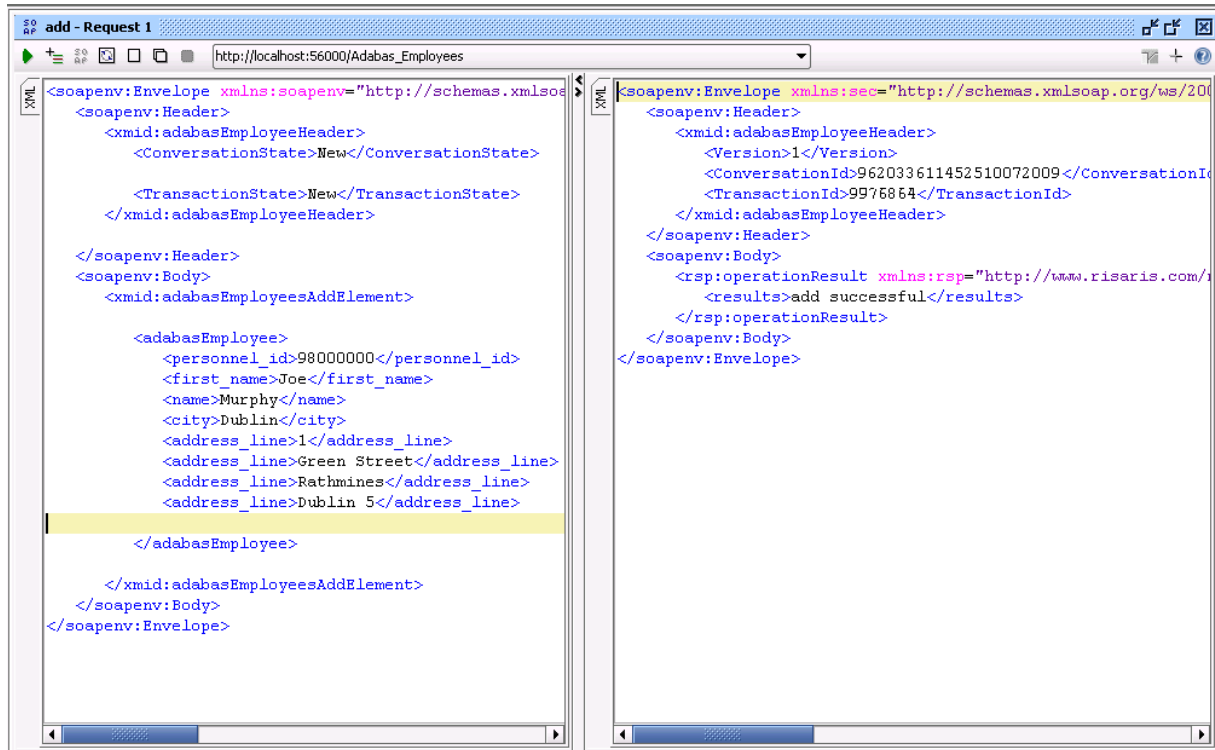 SO AP add - Request 1
http://localhost:56000/Adabas_Employees
XML
<soapenv:Envelope xmlns:soapenv="http://schemas.xmlsoa
<soapenv:Header>
<xmid:adabasEmployeeHeader>
<ConversationState>New</ConversationState>
<TransactionState>New</TransactionState>
</xmid:adabasEmployeeHeader>
</soapenv:Header>
<soapenv:Body>
<xmid:adabasEmployeesAddElement>
<adabasEmployee>
<personnel_id>98000000</personnel_id>
<first_name>Joe</first_name>
<name>Murphy</name>
<city>Dublin</city>
<address_line>1</address_line>
<address_line>Green Street</address_line>
<address_line>Rathmines</address_line>
<address_line>Dublin 5</address_line>
</adabasEmployee>
</xmid:adabasEmployeesAddElement>
</soapenv:Body>
</soapenv:Envelope>
XML
<soapenv:Envelope xmlns:sec="http://schemas.xmlsoap.org/ws/200
<soapenv:Header>
<xmid:adabasEmployeeHeader>
<Version>1</Version>
<ConversationId>962033611452510072009</ConversationId
<TransactionId>9976864</TransactionId>
</xmid:adabasEmployeeHeader>
</soapenv:Header>
<soapenv:Body>
<rsp:operationResult xmlns:rsp="http://www.risaris.com/r
<results>add successful</results>
</rsp:operationResult>
</soapenv:Body>
</soapenv:Envelope>